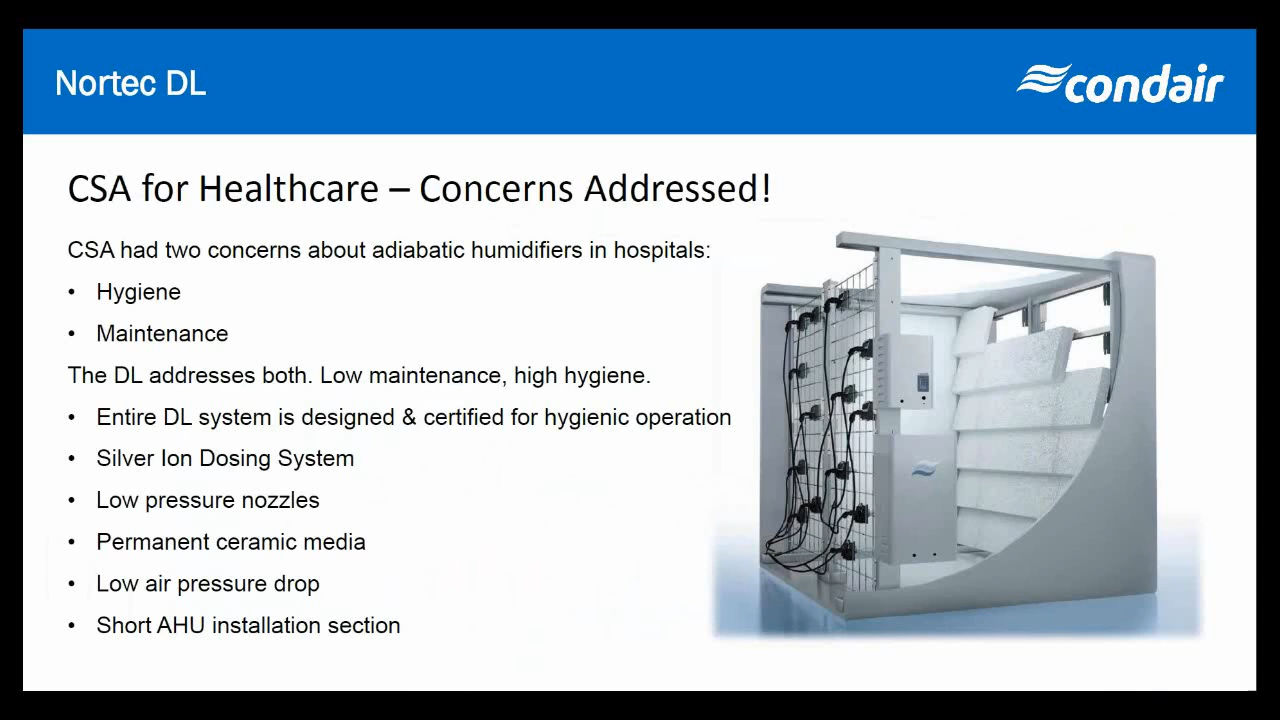 Nortec DL
condair
CSA for Healthcare – Concerns Addressed!
CSA had two concerns about adiabatic humidifiers in hospitals:
• Hygiene
• Maintenance
The DL addresses both. Low maintenance, high hygiene.
• Entire DL system is designed & certified for hygienic operation
• Silver Ion Dosing System
• Low pressure nozzles
• Permanent ceramic media
• Low air pressure drop
• Short AHU installation section